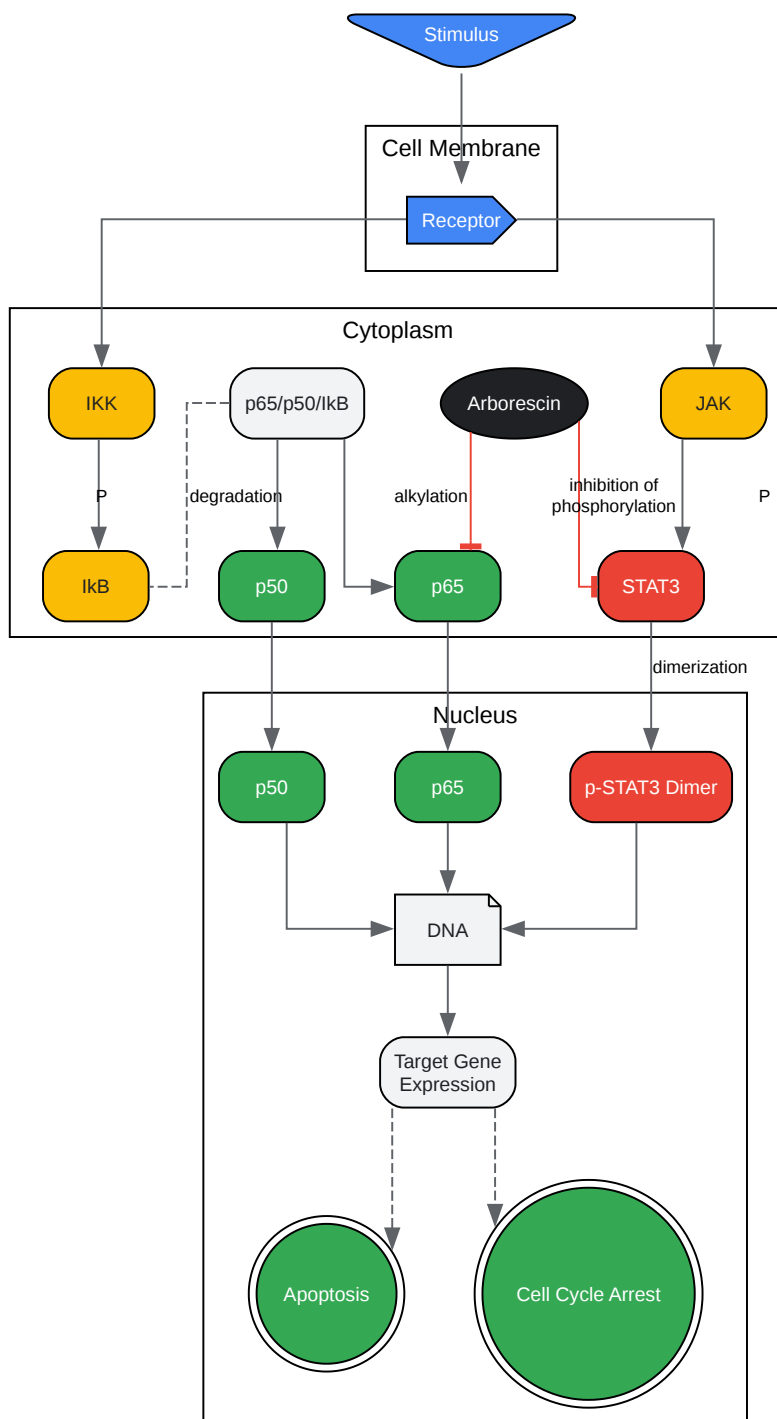 Stimulus
Cell Membrane
Receptor
Cytoplasm
IKK
p65/p50/IkB
Arborescin
JAK
P
degradation
alkylation
inhibition of
phosphorylation
P
IkB
p50
p65
STAT3
dimerization
Nucleus
p50
p65
p-STAT3 Dimer
DNA
Target Gene
Expression
Apoptosis
Cell Cycle Arrest